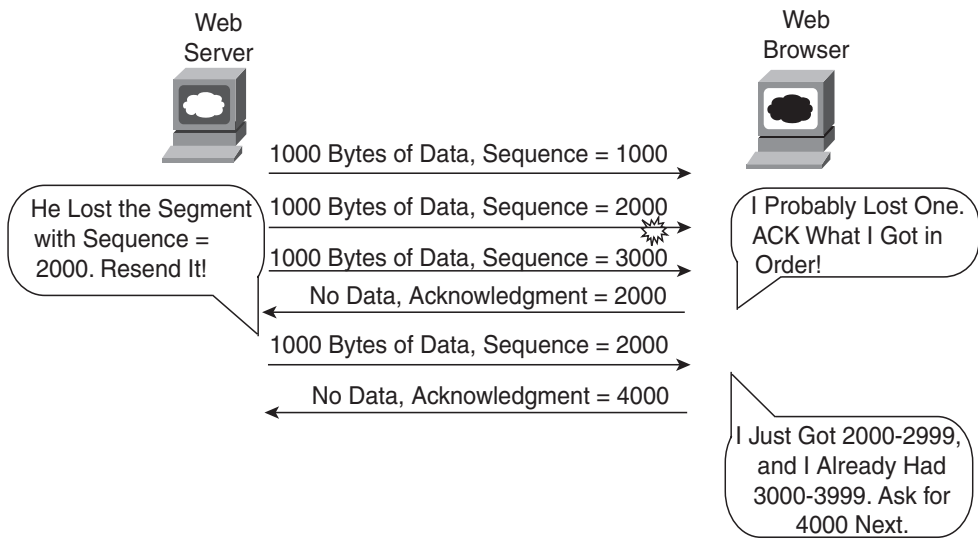 Web
Server
Web
Browser
1000 Bytes of Data, Sequence = 1000
He Lost the Segment
with Sequence =
2000. Resend It!
1000 Bytes of Data, Sequence = 2000
1000 Bytes of Data, Sequence = 3000
No Data, Acknowledgment = 2000
I Probably Lost One.
ACK What I Got in
Order!
1000 Bytes of Data, Sequence = 2000
No Data, Acknowledgment = 4000
I Just Got 2000-2999,
and I Already Had
3000-3999. Ask for
4000 Next.